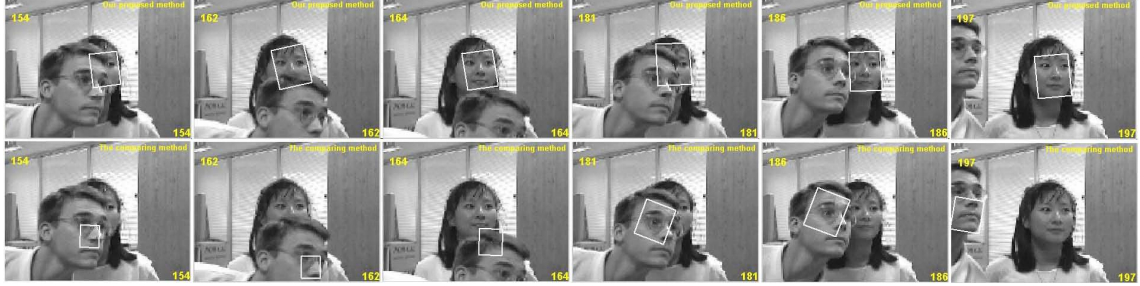 154 Our proposed method
154
162 Our proposed method
162
164 Our proposed method
164
181 Our proposed method
181
186 Our proposed method
186
197 Our proposed method
197
154 The comparing method
154
162 The comparing method
162
164 The comparing method
164
181 The comparing method
181
186 The comparing method
186
197 The comparing method
197